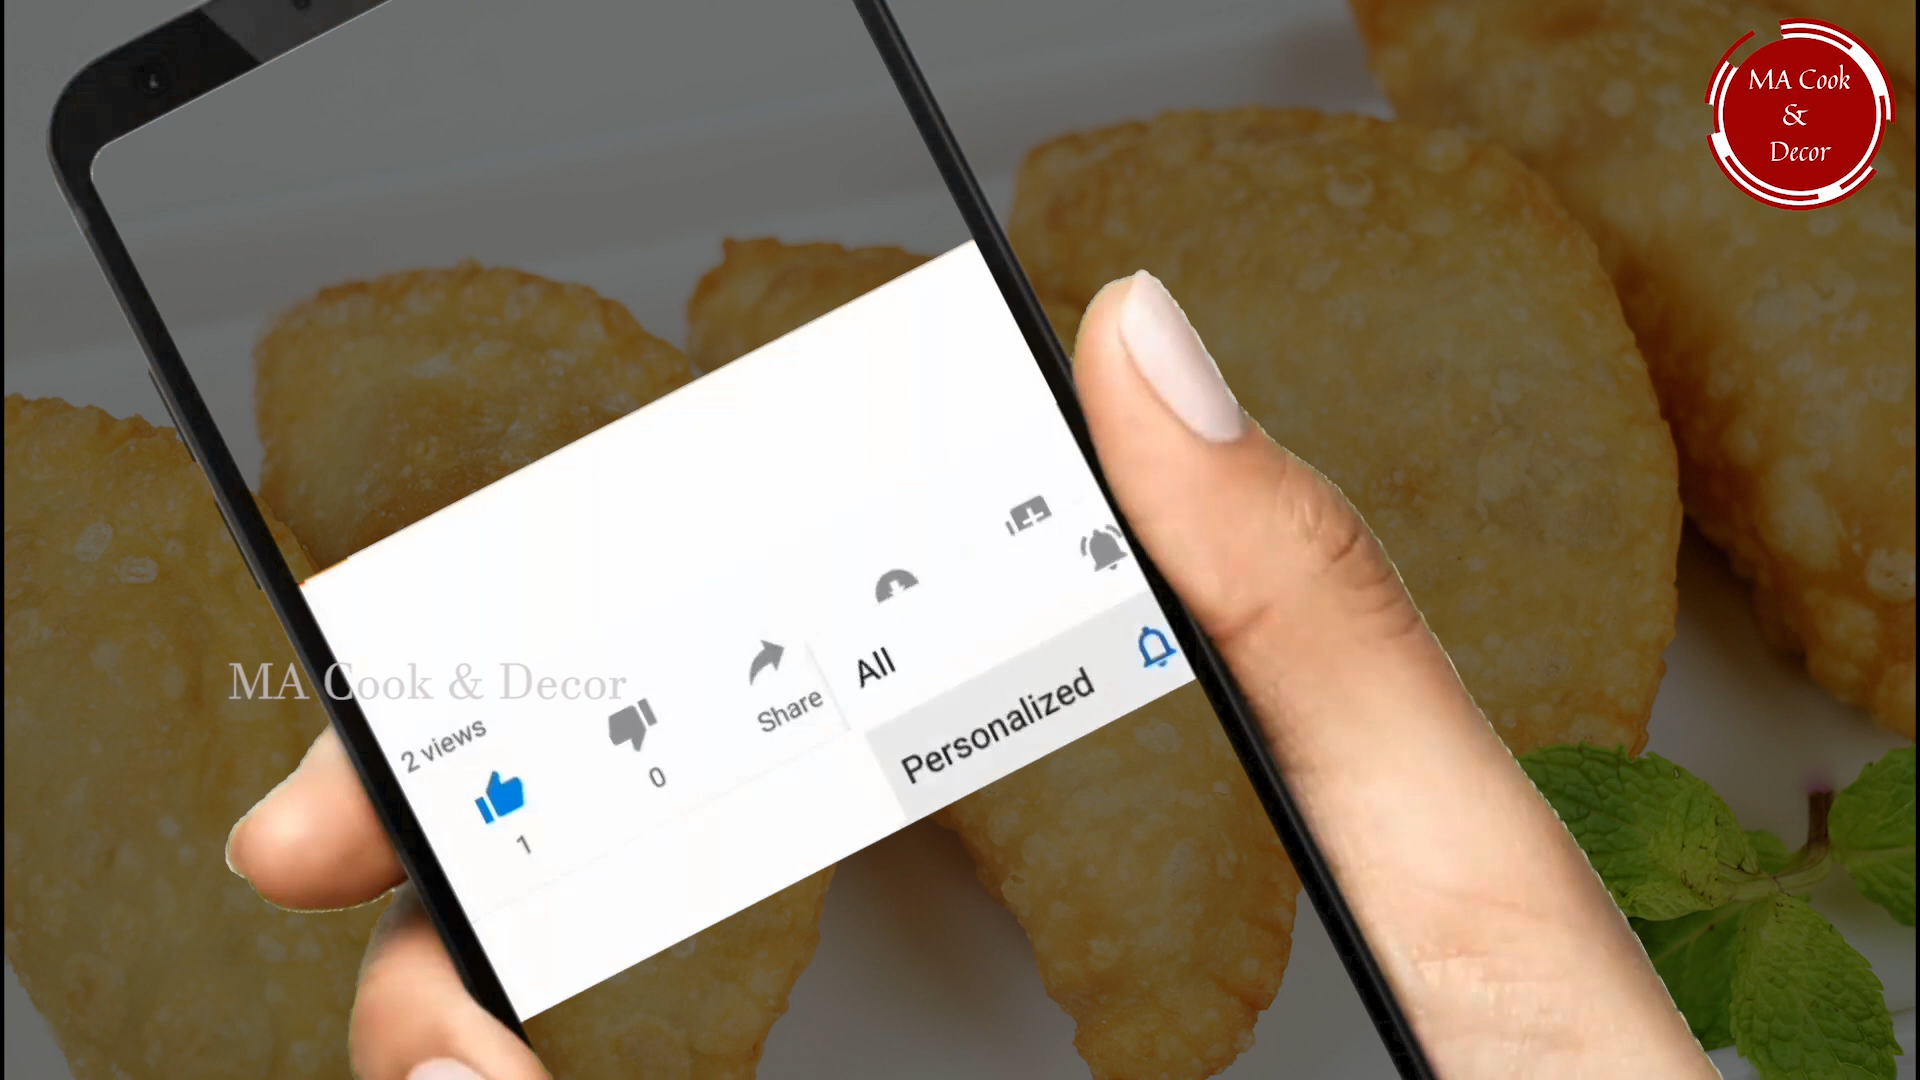 MA Cook
&
Decor
MA Cook & Decor
2 views
1
0
Share
All
Personalized